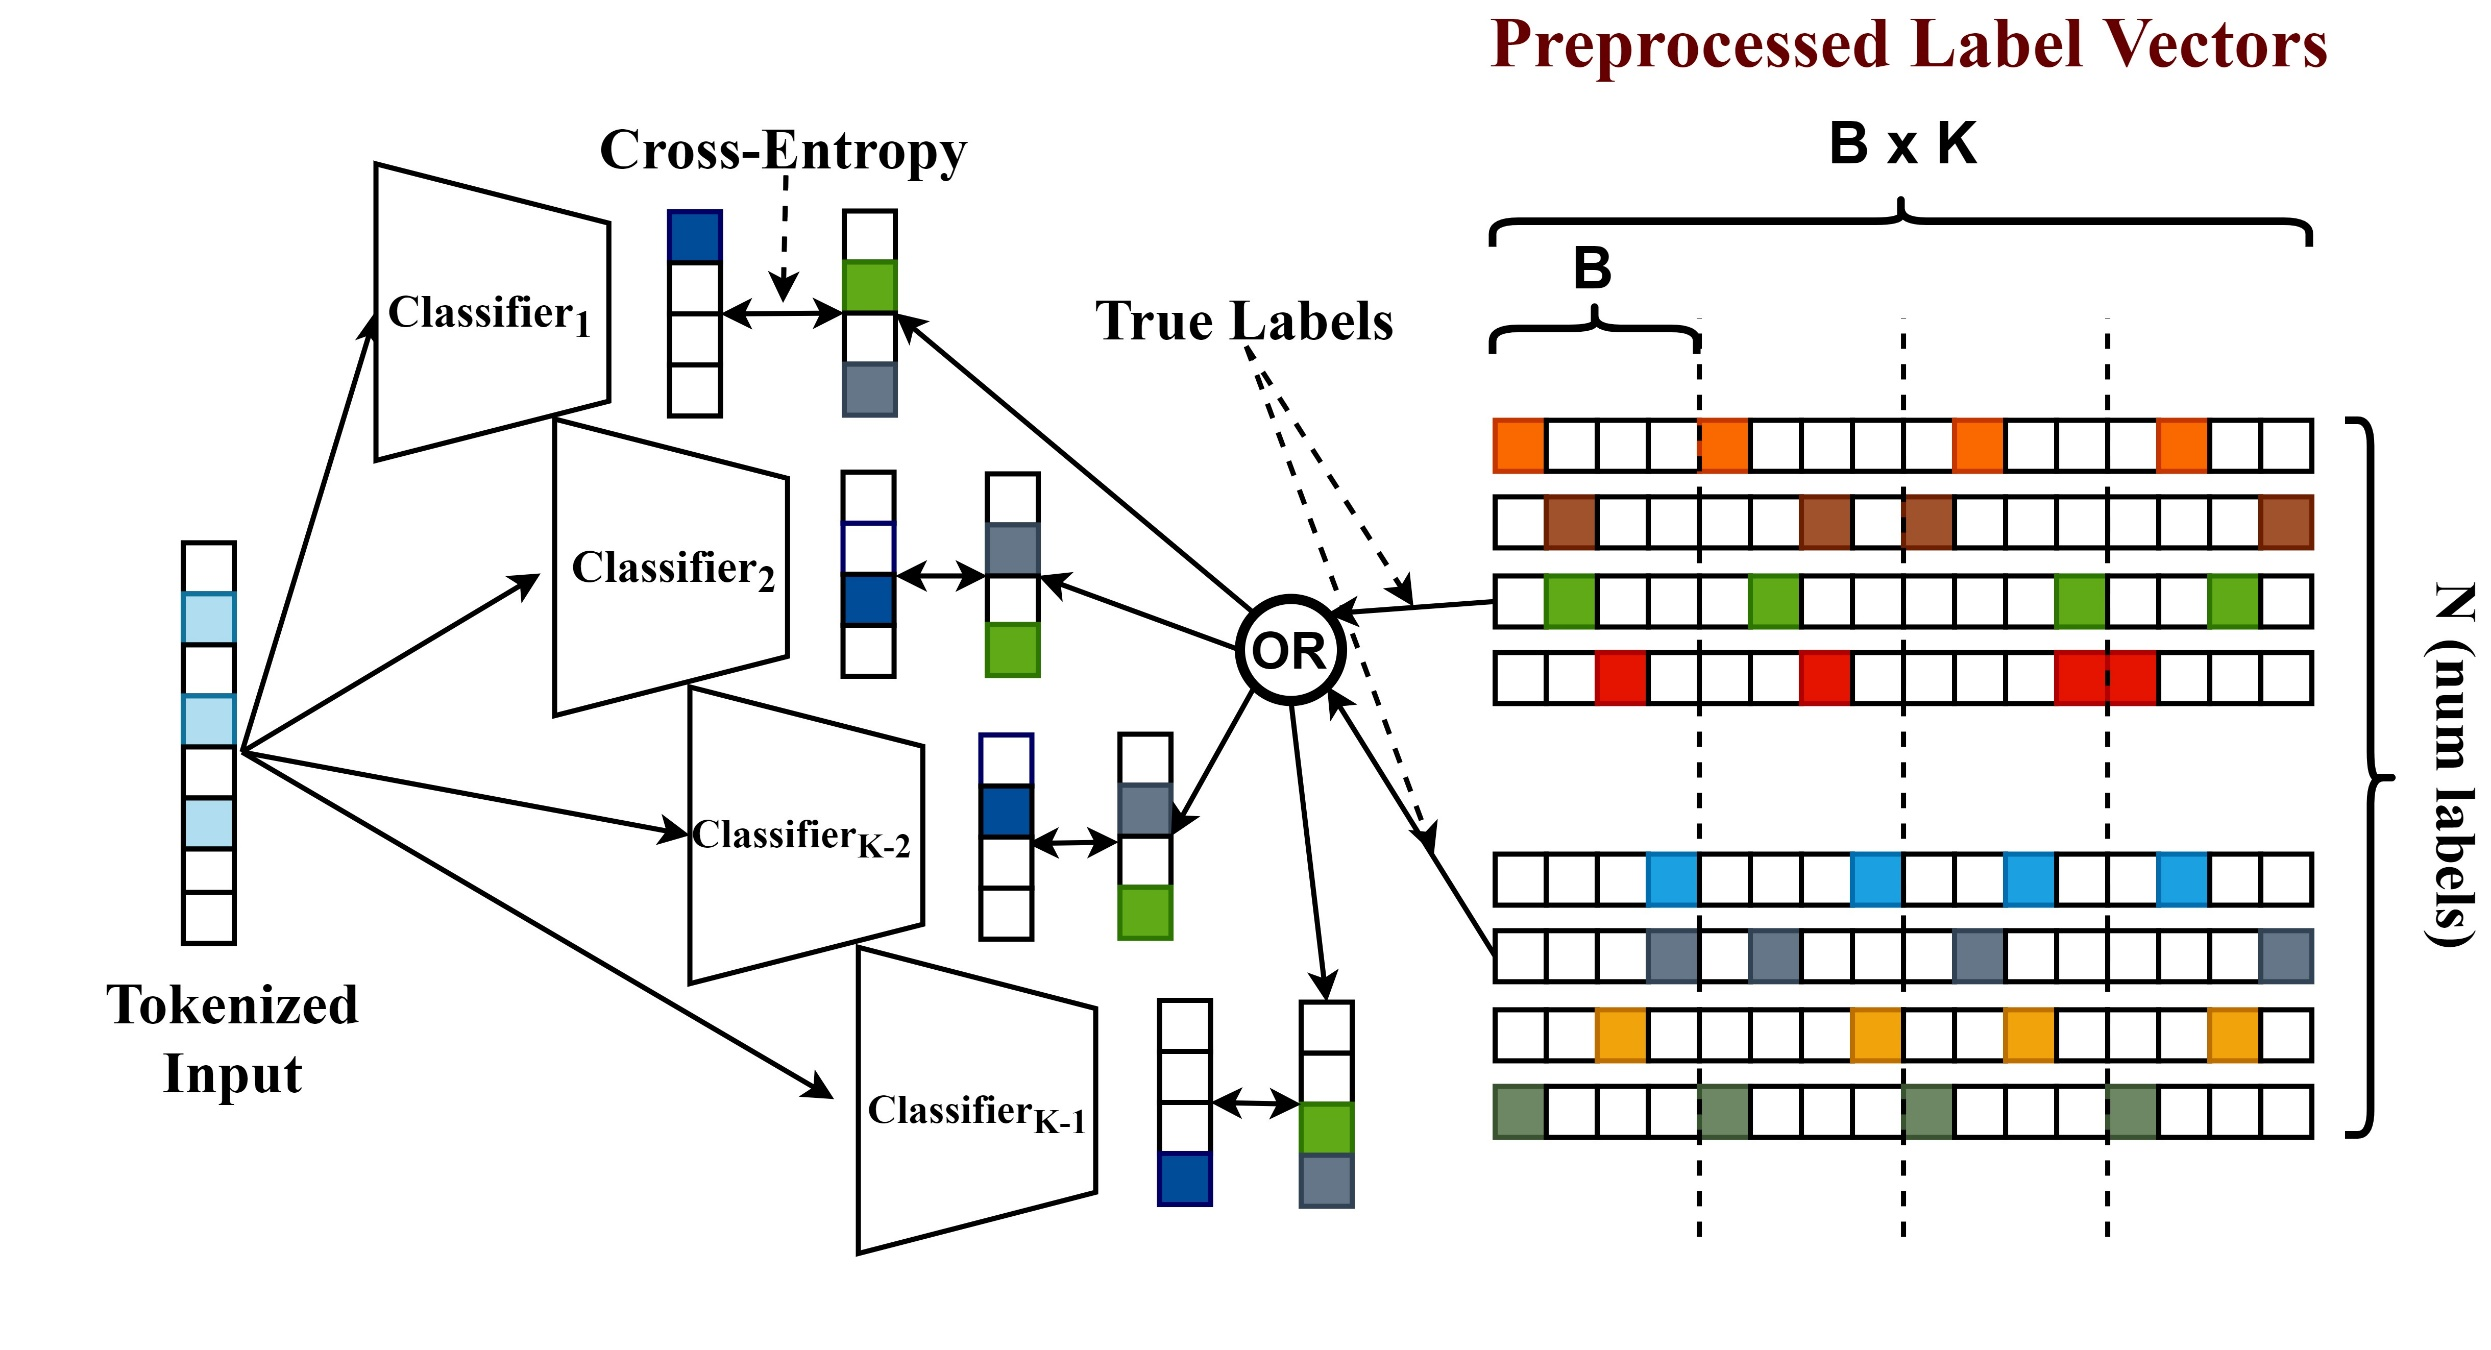 Preprocessed Label Vectors
B x K
Cross-Entropy
B
True Labels
Classifier1
Classifier2
OR
N (num labels)
ClassifierK-2
Tokenized
Input
ClassifierK-1